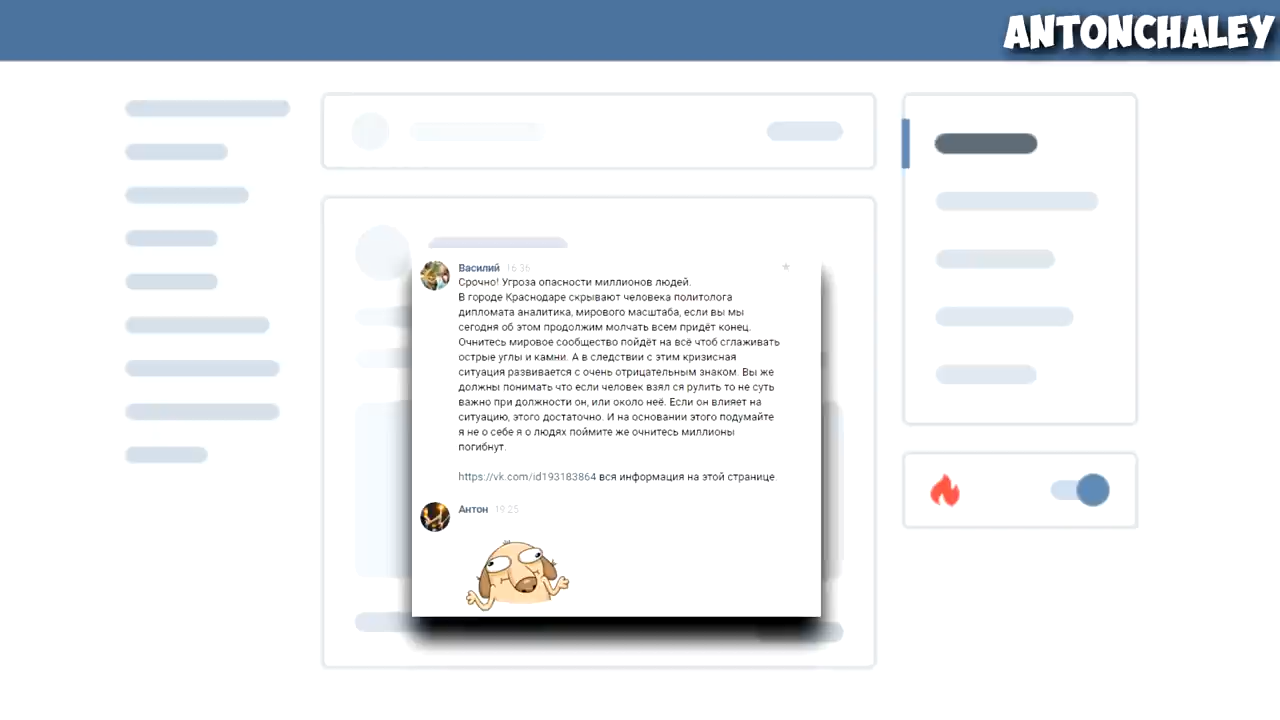 ANTONCHALEY
Василий 16:36
Срочно! Угроза опасности миллионов людей.
В городе Краснодаре скрывают человека политолога
дипломата аналитика, мирового масштаба, если вы мы
сегодня об этом продолжим молчать всем придёт конец.
Очнитесь мировое сообщество пойдёт на всё чтоб сглаживать
острые углы и камни. А в следствии с этим кризисная
ситуация развивается с очень отрицательным знаком. Вы же
должны понимать что если человек взял ся рулить то не суть
важно при должности он, или около неё. Если он влияет на
ситуацию, этого достаточно. И на основании этого подумайте
я не о себе я о людях поймите же очнитесь миллионы
погибнут.
https://vk.com/id193183864 вся информация на этой странице.
Антон 19:25